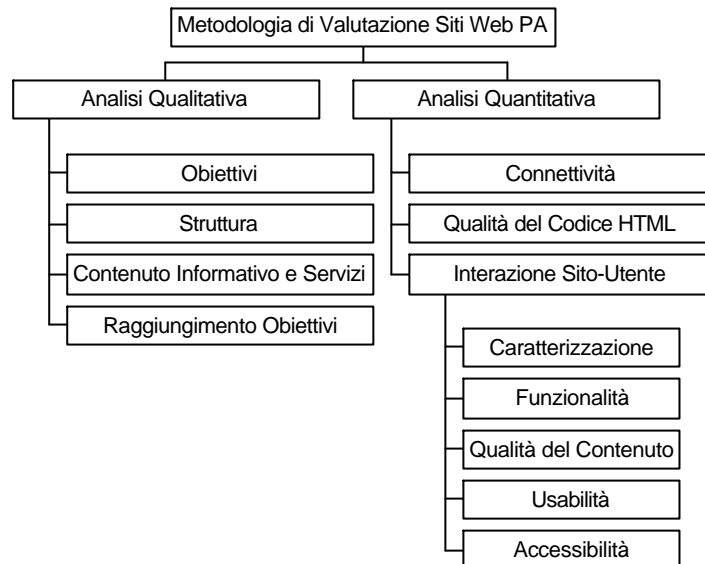 Metodologia di Valutazione Siti Web PA
Analisi Qualitativa
Obiettivi
Struttura
Contenuto Informativo e Servizi
Raggiungimento Obiettivi
Analisi Quantitativa
Connettività
Qualità del Codice HTML
Interazione Sito-Utente
Caratterizzazione
Funzionalità
Qualità del Contenuto
Usabilità
Accessibilità